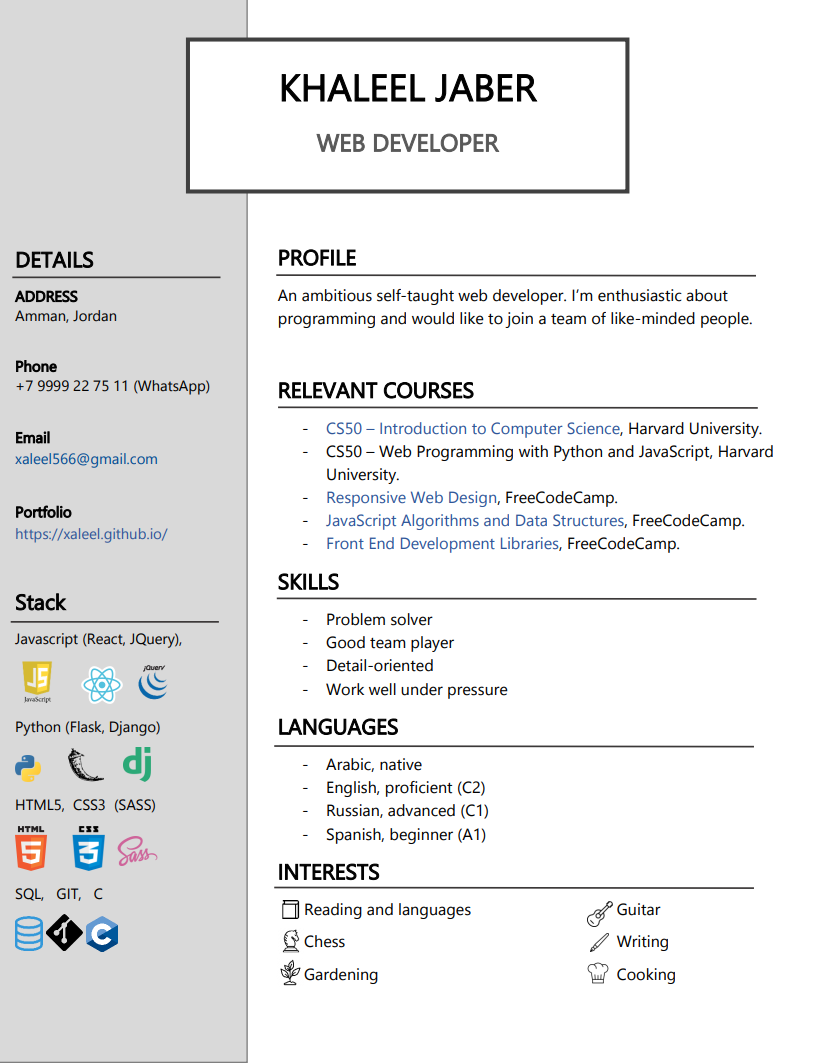 KHALEEL JABER
WEB DEVELOPER
DETAILS
ADDRESS
Amman, Jordan
Phone
+7 9999 22 75 11 (WhatsApp)
Email
xaleel566@gmail.com
Portfolio
https://xaleel.github.io/
Stack
Javascript (React, JQuery),
JS
JavaScript
jQuery
Python (Flask, Django)
dj
HTML5, CSS3 (SASS)
HTML
5
CSS
3
Sass
SQL, GIT, C
C
PROFILE
An ambitious self-taught web developer. I’m enthusiastic about
programming and would like to join a team of like-minded people.
RELEVANT COURSES
- CS50 – Introduction to Computer Science, Harvard University.
- CS50 – Web Programming with Python and JavaScript, Harvard
University.
- Responsive Web Design, FreeCodeCamp.
- JavaScript Algorithms and Data Structures, FreeCodeCamp.
- Front End Development Libraries, FreeCodeCamp.
SKILLS
- Problem solver
- Good team player
- Detail-oriented
- Work well under pressure
LANGUAGES
- Arabic, native
- English, proficient (C2)
- Russian, advanced (C1)
- Spanish, beginner (A1)
INTERESTS
Reading and languages
Guitar
Chess
Writing
Gardening
Cooking